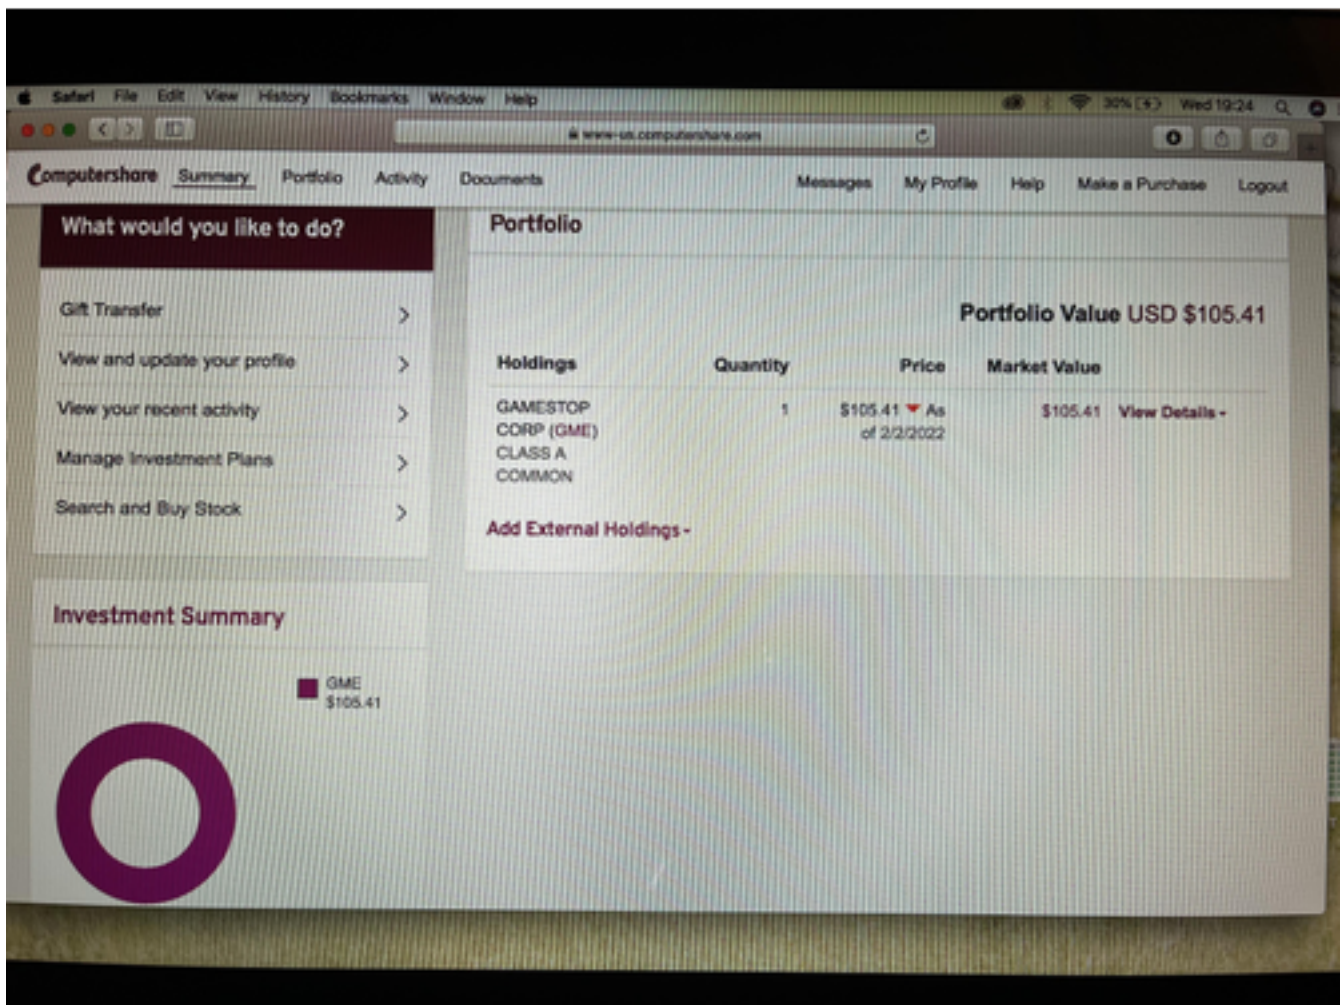 Safari File Edit View History Bookmarks Window Help 30% Wed 19:24
www-us.computershare.com
Computershare Summary Portfolio Activity Documents Messages My Profile Help Make a Purchase Logout
What would you like to do?
Gift Transfer
View and update your profile
View your recent activity
Manage Investment Plans
Search and Buy Stock
Portfolio
Portfolio Value USD $105.41
Holdings Quantity Price Market Value
GAMESTOP 1 $105.41 As $105.41 View Details
CORP (GME) of 2/2/2022
CLASS A
COMMON
Add External Holdings
Investment Summary
GME
$105.41